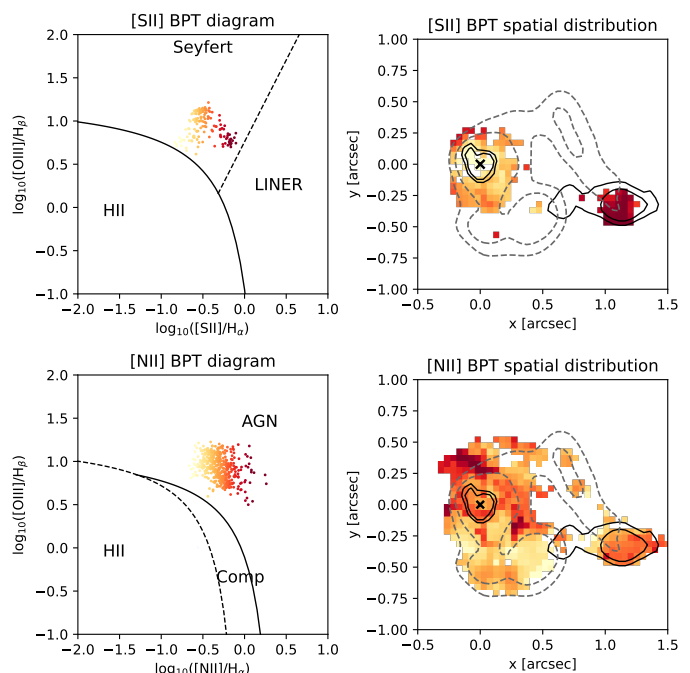 [SII] BPT diagram
Seyfert
LINER
HII
2.0
1.5
1.0
0.5
0.0
−0.5
−1.0
−2.0 −1.5 −1.0 −0.5 0.0 0.5 1.0
log₁₀([OIII]/Hᵦ)
log₁₀([SII]/Hα)
[SII] BPT spatial distribution
1.00
0.75
0.50
0.25
0.00
−0.25
−0.50
−0.75
−1.00
−0.5 0.0 0.5 1.0 1.5
y [arcsec]
x [arcsec]
[NII] BPT diagram
AGN
HII
Comp
2.0
1.5
1.0
0.5
0.0
−0.5
−1.0
−2.0 −1.5 −1.0 −0.5 0.0 0.5 1.0
log₁₀([OIII]/Hᵦ)
log₁₀([NII]/Hα)
[NII] BPT spatial distribution
1.00
0.75
0.50
0.25
0.00
−0.25
−0.50
−0.75
−1.00
−0.5 0.0 0.5 1.0 1.5
y [arcsec]
x [arcsec]